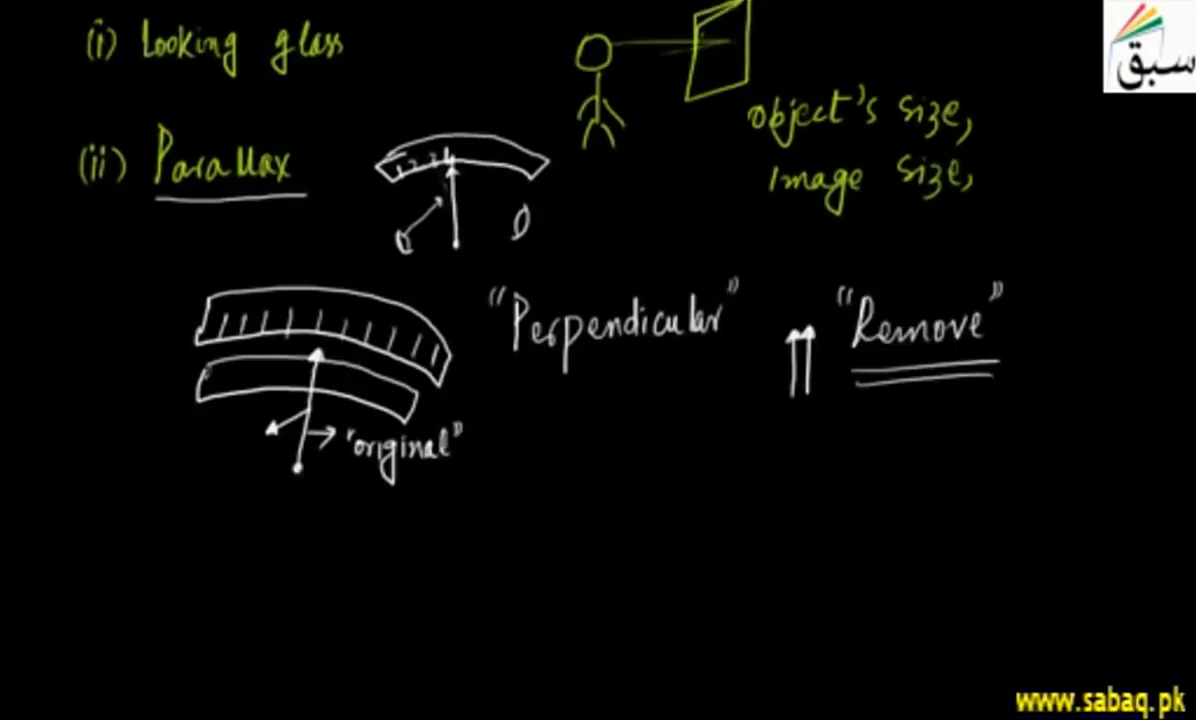 (i) Looking glass
سبق
object's size,
image size,
(ii) Parallax
"Perpendicular"
"Remove"
"original"
www.sabaq.pk